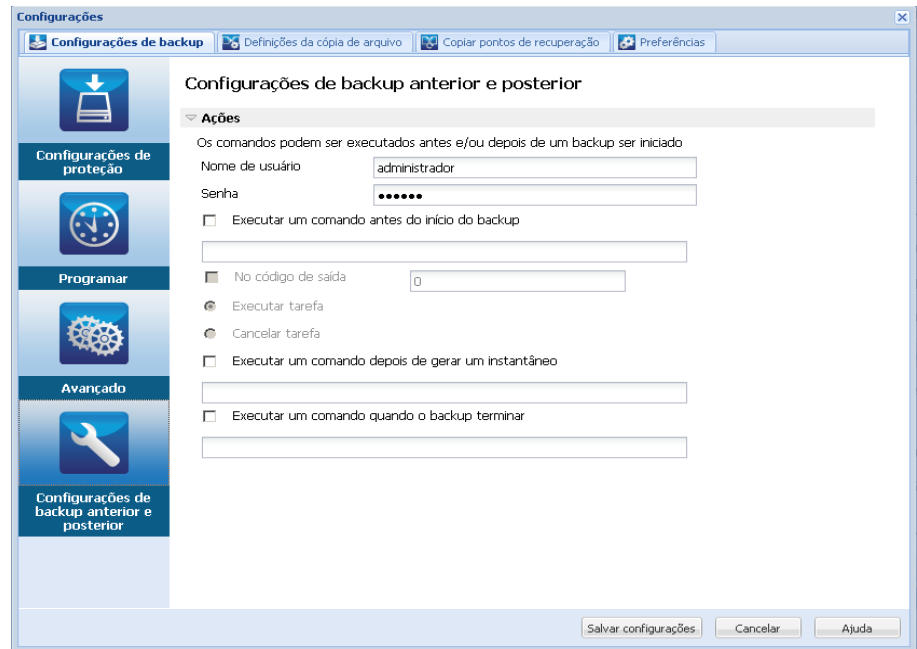 Configurações
Configurações de backup
Definições da cópia de arquivo
Copiar pontos de recuperação
Preferências
Configurações de
proteção
Programar
Avançado
Configurações de
backup anterior e
posterior
Configurações de backup anterior e posterior
Ações
Os comandos podem ser executados antes e/ou depois de um backup ser iniciado
Nome de usuário
administrador
Senha
••••••
Executar um comando antes do início do backup
No código de saída
0
Executar tarefa
Cancelar tarefa
Executar um comando depois de gerar um instantâneo
Executar um comando quando o backup terminar
Salvar configurações
Cancelar
Ajuda